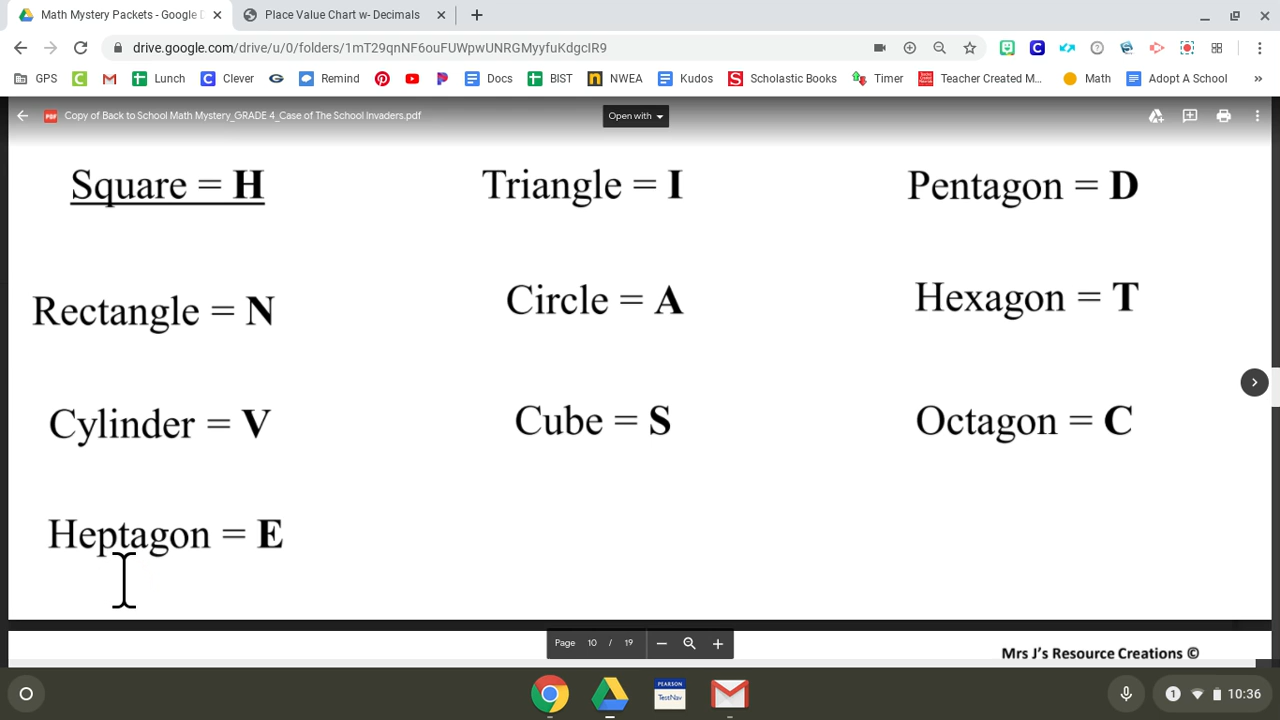 Math Mystery Packets - Google D
Place Value Chart w- Decimals
drive.google.com/drive/u/0/folders/1mT29qnNF6ouFUWpwUNRGMyyfuKdgcIR9
GPS Lunch Clever Remind Docs BIST NWEA Kudos Scholastic Books Timer Teacher Created M... Math Adopt A School »
Copy of Back to School Math Mystery_GRADE 4_Case of The School Invaders.pdf
Open with
Square = H Triangle = I Pentagon = D
Rectangle = N Circle = A Hexagon = T
Cylinder = V Cube = S Octagon = C
Heptagon = E
Page 10 / 19
Mrs J's Resource Creations ©
PEARSON
TestNav
1 10:36